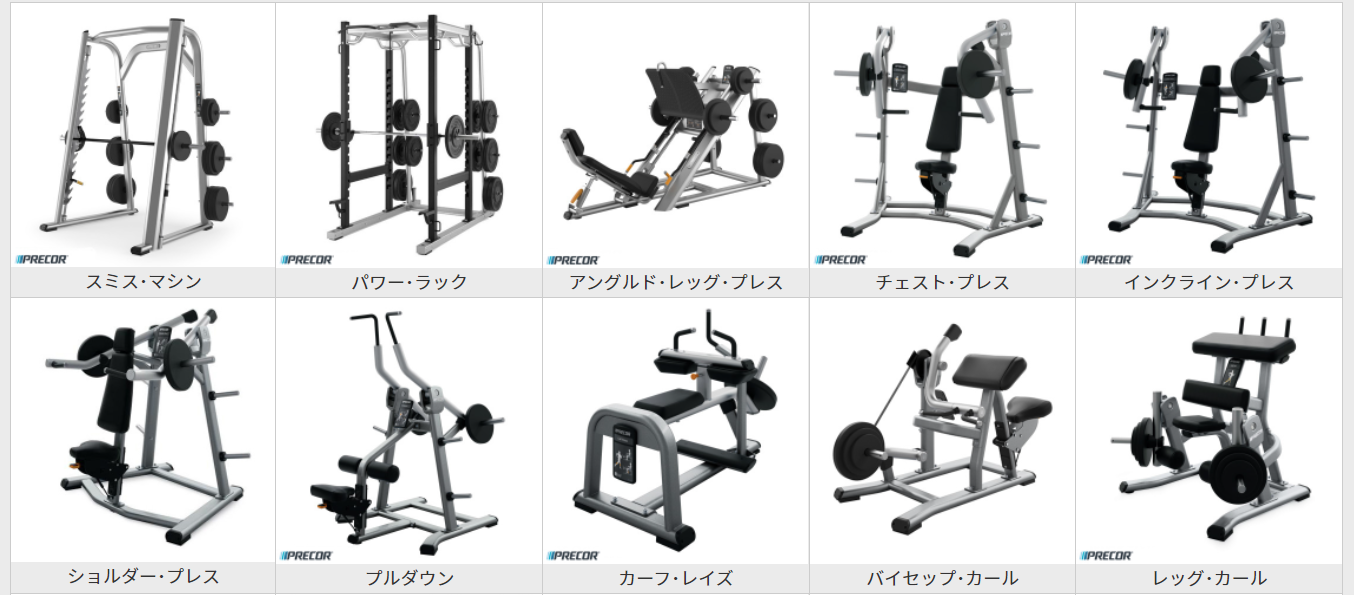 PRECOR
スミス･マシン
PRECOR
パワー･ラック
PRECOR
アングルド･レッグ･プレス
PRECOR
チェスト･プレス
PRECOR
インクライン･プレス
ショルダー･プレス
PRECOR
プルダウン
PRECOR
カーフ･レイズ
バイセップ･カール
PRECOR
レッグ･カール